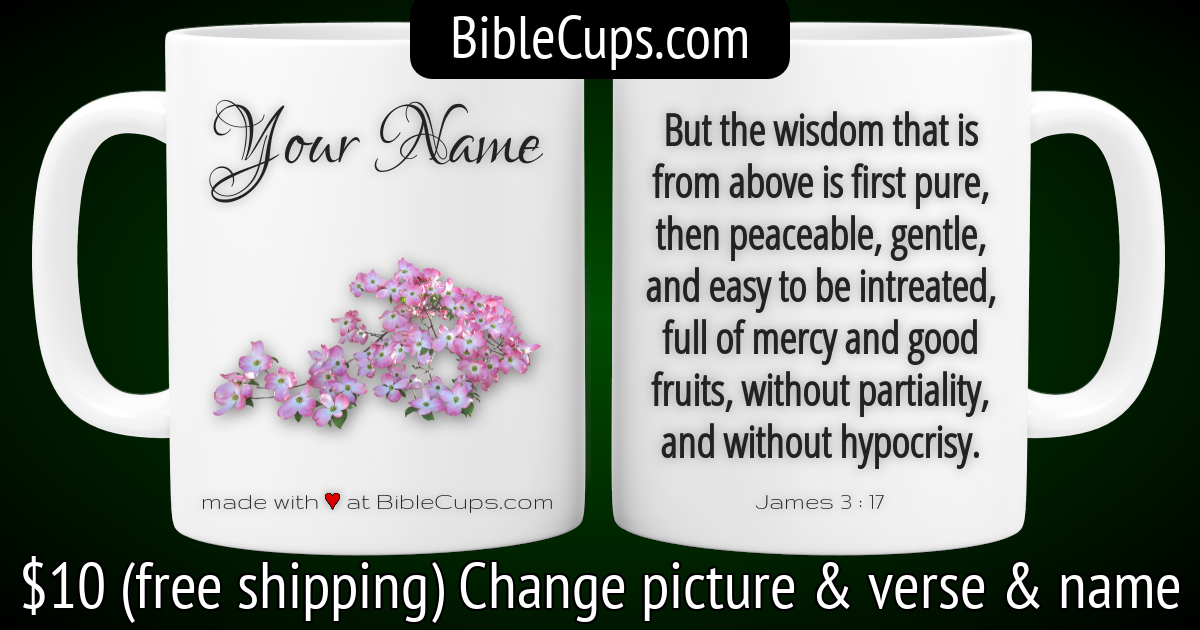 BibleCups.com
Your Name
made with ♥ at BibleCups.com
But the wisdom that is
from above is first pure,
then peaceable, gentle,
and easy to be intreated,
full of mercy and good
fruits, without partiality,
and without hypocrisy.
James 3 : 17
$10 (free shipping) Change picture & verse & name